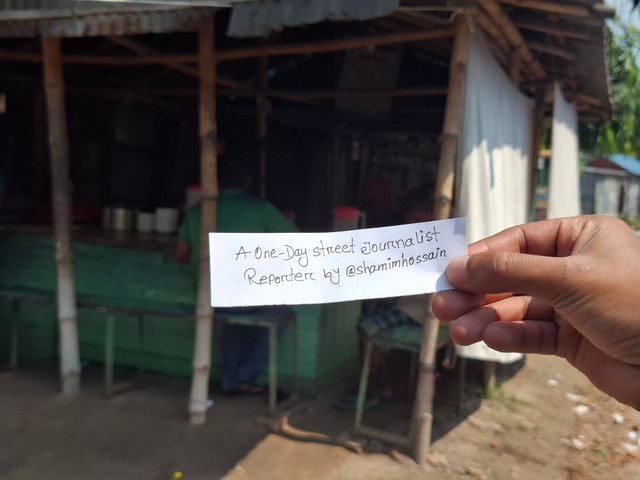 A One-Day street Journalist
Reporter by @shamimhossain